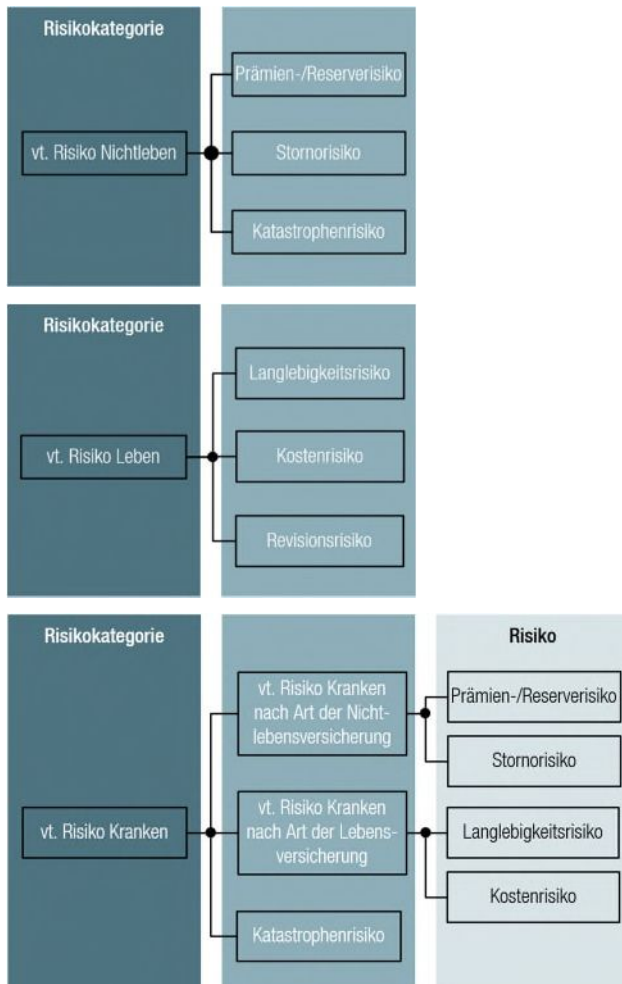 Risikokategorie
vt. Risiko Nichtleben
Prämien-/Reserverisiko
Stornorisiko
Katastrophenrisiko
Risikokategorie
vt. Risiko Leben
Langlebigkeitsrisiko
Kostenrisiko
Revisionsrisiko
Risikokategorie
Risiko
vt. Risiko Kranken
vt. Risiko Kranken
nach Art der Nicht-
lebensversicherung
Prämien-/Reserverisiko
Stornorisiko
vt. Risiko Kranken
nach Art der Lebens-
versicherung
Langlebigkeitsrisiko
Kostenrisiko
Katastrophenrisiko